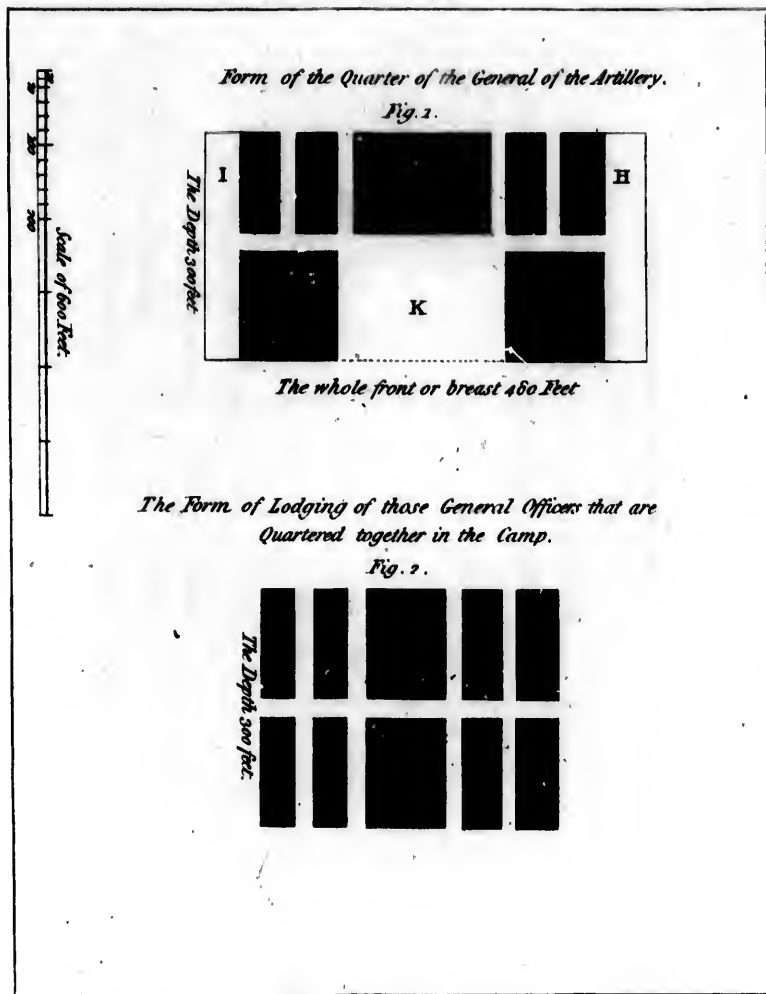 Form of the Quarter of the General of the Artillery.
Fig. 1.
I
H
K
The Depth 300 feet
100
200
Scale of 600 Feet.
The whole front or breast 480 Feet
The Form of Lodging of those General Officers that are
Quartered together in the Camp.
Fig. 2.
The Depth 300 feet.